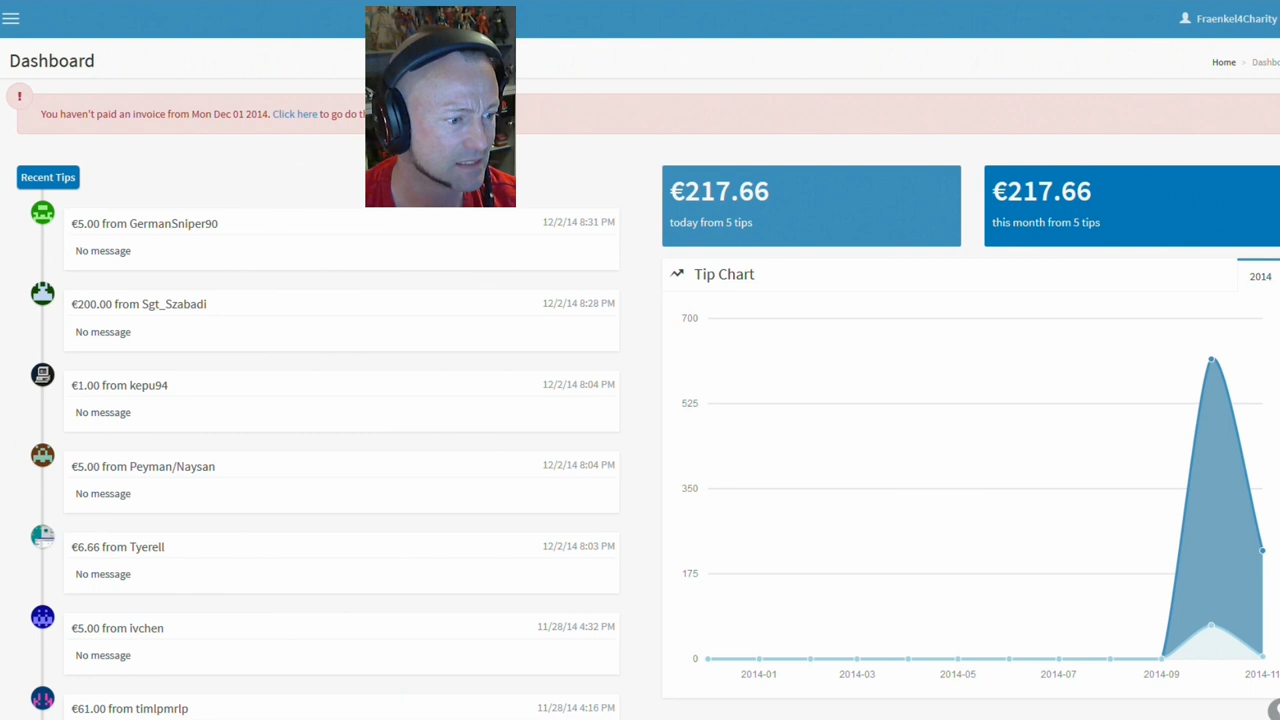 Fraenkel4Charity
Dashboard
Home > Dashbo
!
You haven't paid an invoice from Mon Dec 01 2014. Click here to go do th
Recent Tips
€5.00 from GermanSniper90 12/2/14 8:31 PM
No message
€200.00 from Sgt_Szabadi 12/2/14 8:28 PM
No message
€1.00 from kepu94 12/2/14 8:04 PM
No message
€5.00 from Peyman/Naysan 12/2/14 8:04 PM
No message
€6.66 from Tyerell 12/2/14 8:03 PM
No message
€5.00 from ivchen 11/28/14 4:32 PM
No message
€61.00 from timlpmrlp 11/28/14 4:16 PM
€217.66
today from 5 tips
€217.66
this month from 5 tips
Tip Chart
2014
700
525
350
175
0
2014-01 2014-03 2014-05 2014-07 2014-09 2014-11